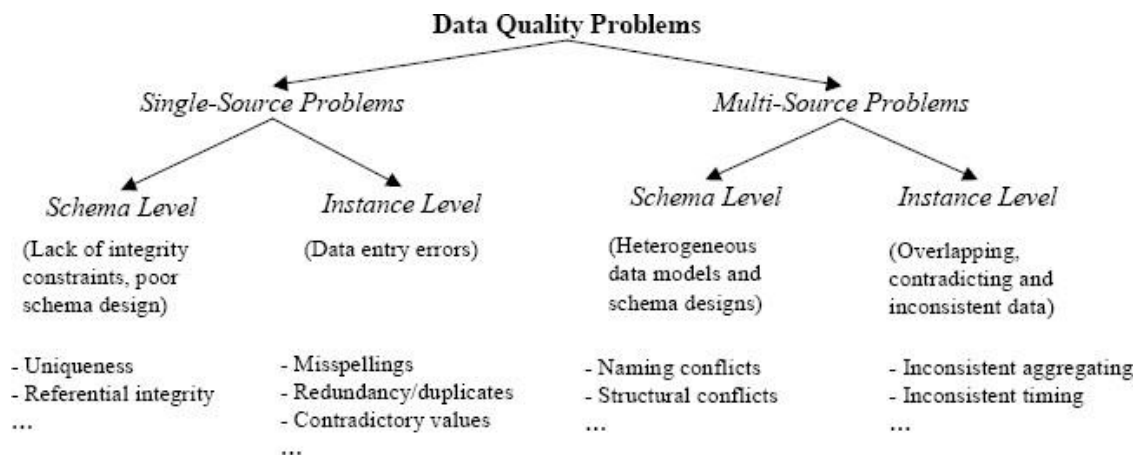 Data Quality Problems
Single-Source Problems
Multi-Source Problems
Schema Level
Instance Level
Schema Level
Instance Level
(Lack of integrity
constraints, poor
schema design)
(Data entry errors)
(Heterogeneous
data models and
schema designs)
(Overlapping,
contradicting and
inconsistent data)
- Uniqueness
- Referential integrity
...
- Misspellings
- Redundancy/duplicates
- Contradictory values
...
- Naming conflicts
- Structural conflicts
...
- Inconsistent aggregating
- Inconsistent timing
...